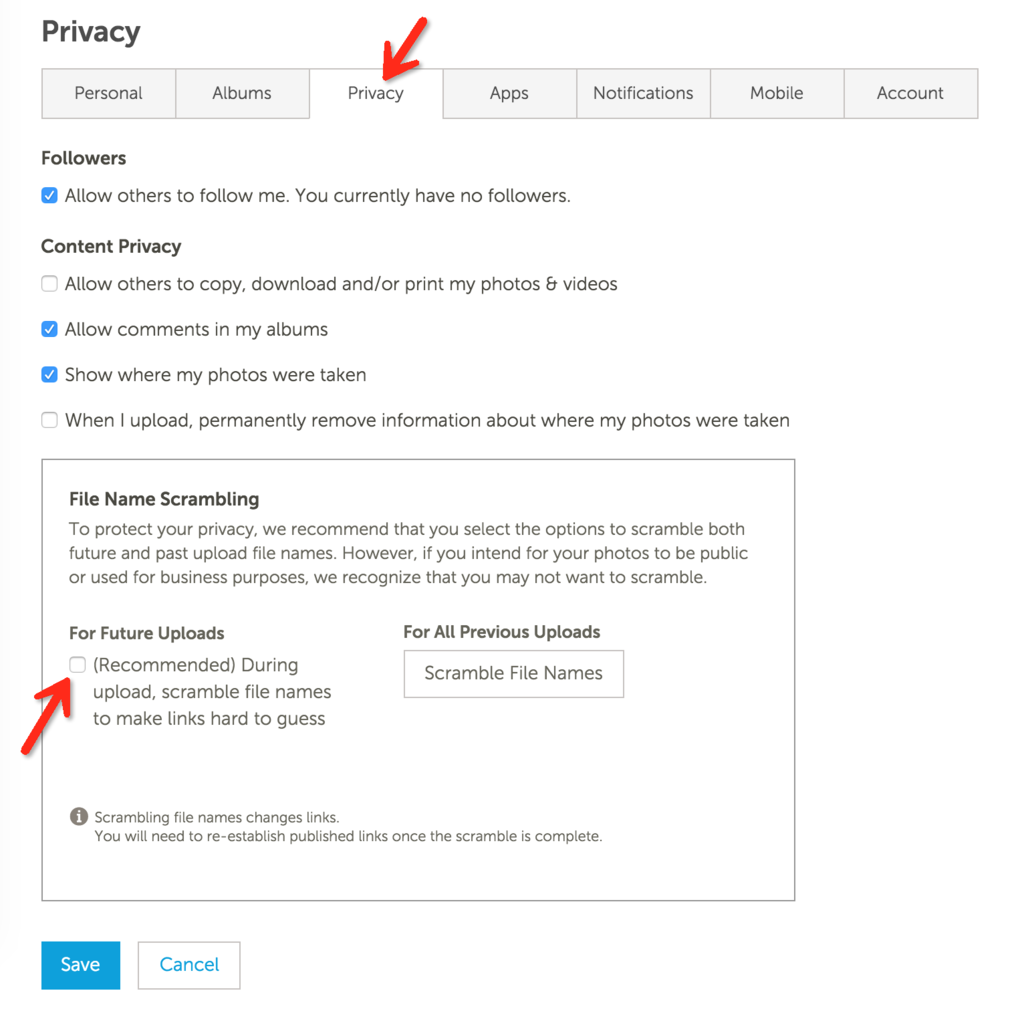 Privacy
Personal Albums Privacy Apps Notifications Mobile Account
Followers
Allow others to follow me. You currently have no followers.
Content Privacy
Allow others to copy, download and/or print my photos & videos
Allow comments in my albums
Show where my photos were taken
When I upload, permanently remove information about where my photos were taken
File Name Scrambling
To protect your privacy, we recommend that you select the options to scramble both
future and past upload file names. However, if you intend for your photos to be public
or used for business purposes, we recognize that you may not want to scramble.
For Future Uploads
(Recommended) During
upload, scramble file names
to make links hard to guess
For All Previous Uploads
Scramble File Names
Scrambling file names changes links.
You will need to re-establish published links once the scramble is complete.
Save Cancel